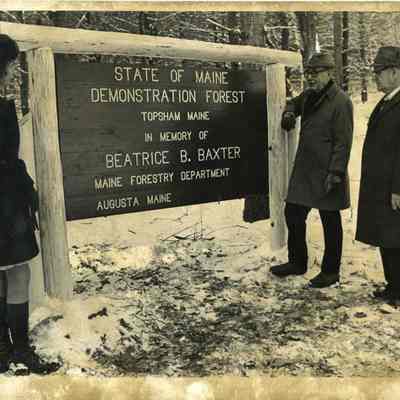 STATE OF MAINE
DEMONSTRATION FOREST
TOPSHAM MAINE
IN MEMORY OF
BEATRICE B. BAXTER
MAINE FORESTRY DEPARTMENT
AUGUSTA MAINE